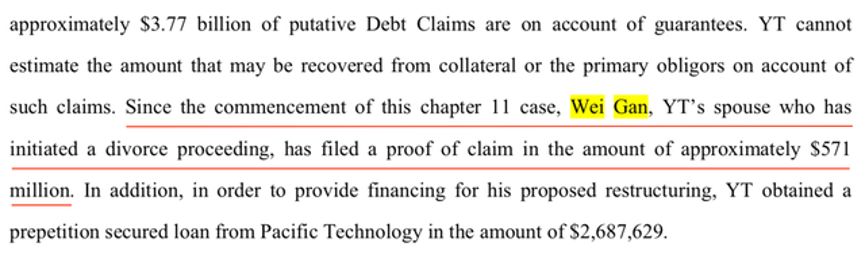 approximately $3.77 billion of putative Debt Claims are on account of guarantees. YT cannot
estimate the amount that may be recovered from collateral or the primary obligors on account of
such claims. Since the commencement of this chapter 11 case, Wei Gan, YT’s spouse who has
initiated a divorce proceeding, has filed a proof of claim in the amount of approximately $571
million. In addition, in order to provide financing for his proposed restructuring, YT obtained a
prepetition secured loan from Pacific Technology in the amount of $2,687,629.